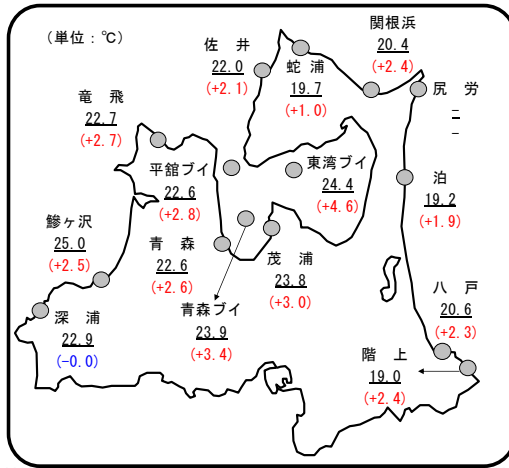 （単位：℃）
関根浜
20.4
(+2.4)
佐井
22.0
(+2.1)
蛇浦
19.7
(+1.0)
尻労
－
－
竜飛
22.7
(+2.7)
平舘ブイ
22.6
(+2.8)
東湾ブイ
24.4
(+4.6)
泊
19.2
(+1.9)
鰺ヶ沢
25.0
(+2.5)
青森
22.6
(+2.6)
茂浦
23.8
(+3.0)
青森ブイ
23.9
(+3.4)
八戸
20.6
(+2.3)
深浦
22.9
(-0.0)
階上
19.0
(+2.4)